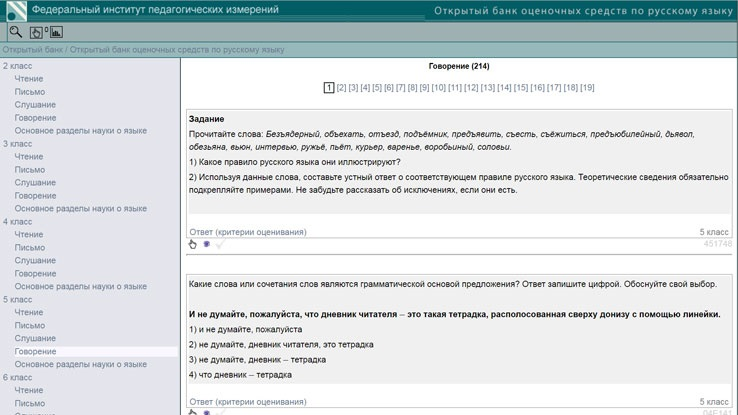 Федеральный институт педагогических измерений
Открытый банк оценочных средств по русскому языку
0
Открытый банк / Открытый банк оценочных средств по русскому языку
2 класс
Чтение
Письмо
Слушание
Говорение
Основное разделы науки о языке
3 класс
Чтение
Письмо
Слушание
Говорение
Основное разделы науки о языке
4 класс
Чтение
Письмо
Слушание
Говорение
Основное разделы науки о языке
5 класс
Чтение
Письмо
Слушание
Говорение
Основное разделы науки о языке
6 класс
Чтение
Письмо
Слушание
Говорение (214)
1 [2] [3] [4] [5] [6] [7] [8] [9] [10] [11] [12] [13] [14] [15] [16] [17] [18] [19]
Задание
Прочитайте слова: Безъядерный, объехать, отъезд, подъёмник, предъявить, съесть, съёжиться, предъюбилейный, дьявол,
обезьяна, вьюн, интервью, ружьё, пьёт, курьер, варенье, воробьиный, соловьи.
1) Какое правило русского языка они иллюстрируют?
2) Используя данные слова, составьте устный ответ о соответствующем правиле русского языка. Теоретические сведения обязательно
подкрепляйте примерами. Не забудьте рассказать об исключениях, если они есть.
Ответ (критерии оценивания)
5 класс
451748
Какие слова или сочетания слов являются грамматической основой предложения? Ответ запишите цифрой. Обоснуйте свой выбор.
И не думайте, пожалуйста, что дневник читателя – это такая тетрадка, располосованная сверху донизу с помощью линейки.
1) и не думайте, пожалуйста
2) не думайте, дневник читателя, это тетрадка
3) не думайте, дневник – тетрадка
4) что дневник – тетрадка
Ответ (критерии оценивания)
5 класс